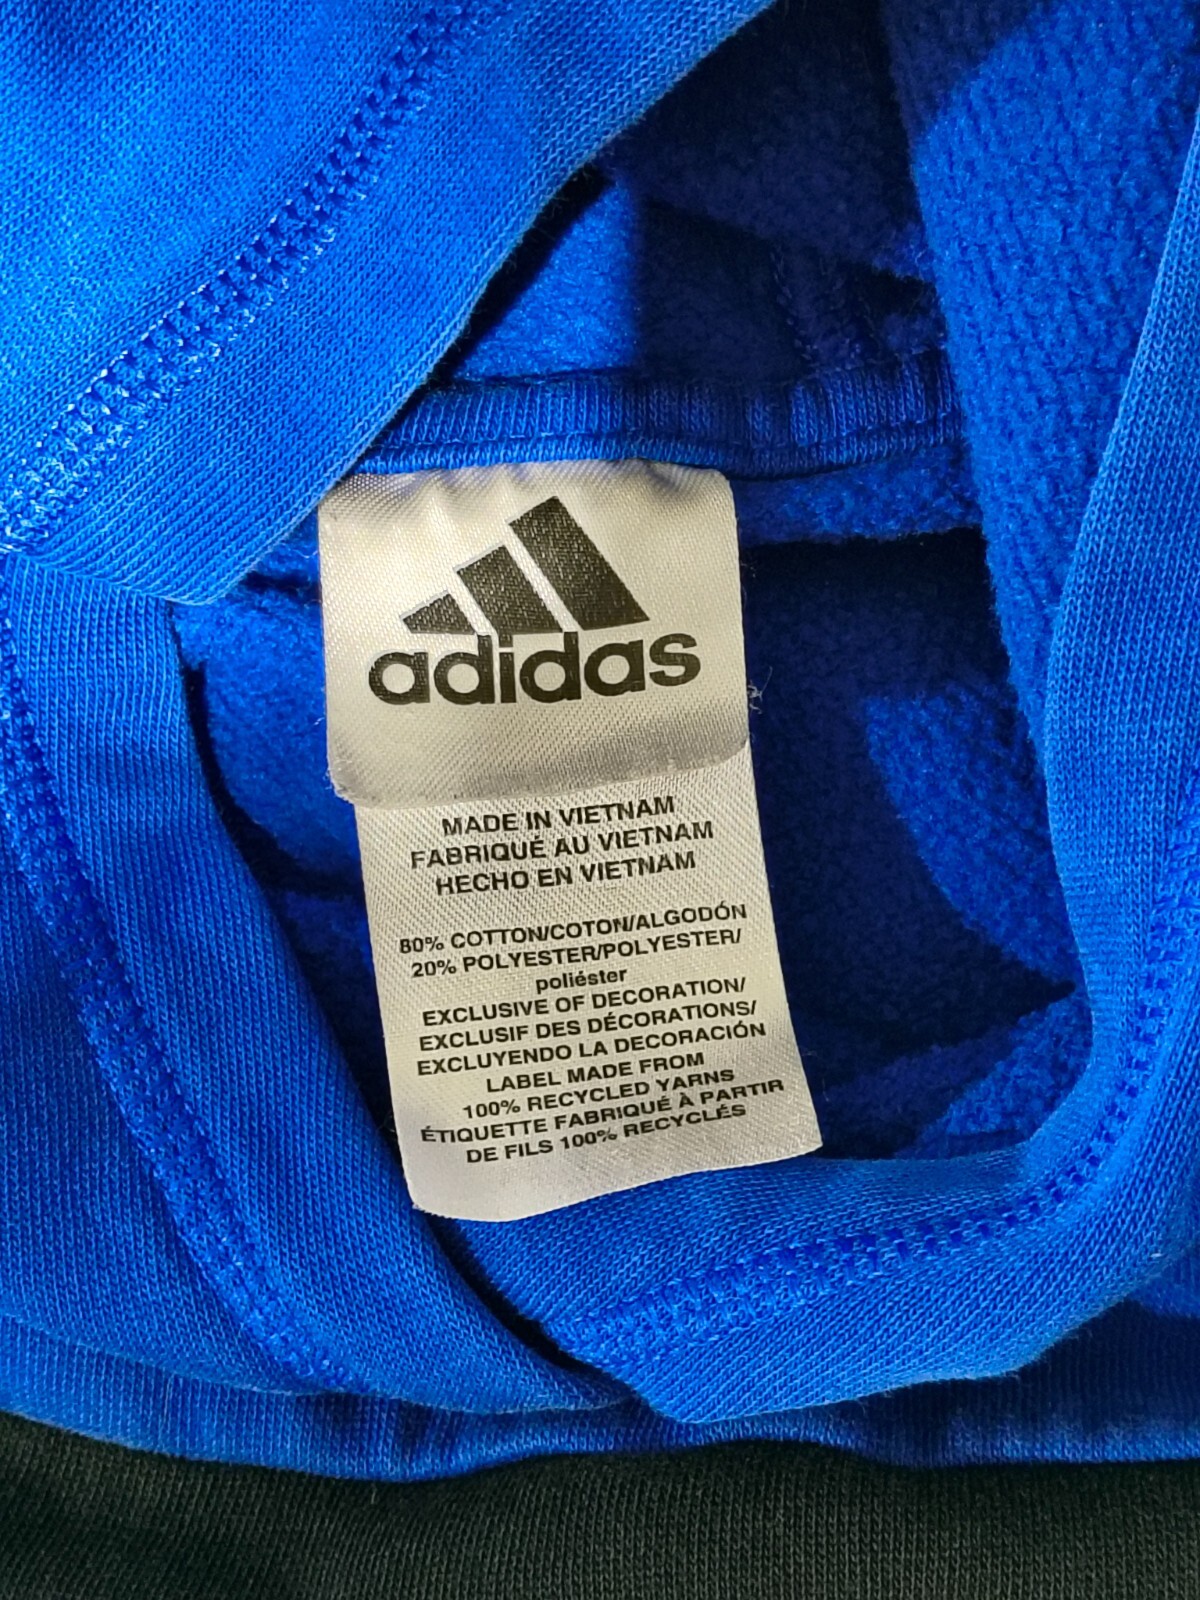 adidas
MADE IN VIETNAM
FABRIQUÉ AU VIETNAM
HECHO EN VIETNAM
80% COTTON/COTON/ALGODÓN
20% POLYESTER/POLYESTER/
poliéster
EXCLUSIVE OF DECORATION/
EXCLUSIF DES DÉCORATIONS/
EXCLUYENDO LA DECORACIÓN
LABEL MADE FROM
100% RECYCLED YARNS
ÉTIQUETTE FABRIQUÉ À PARTIR
DE FILS 100% RECYCLÉS